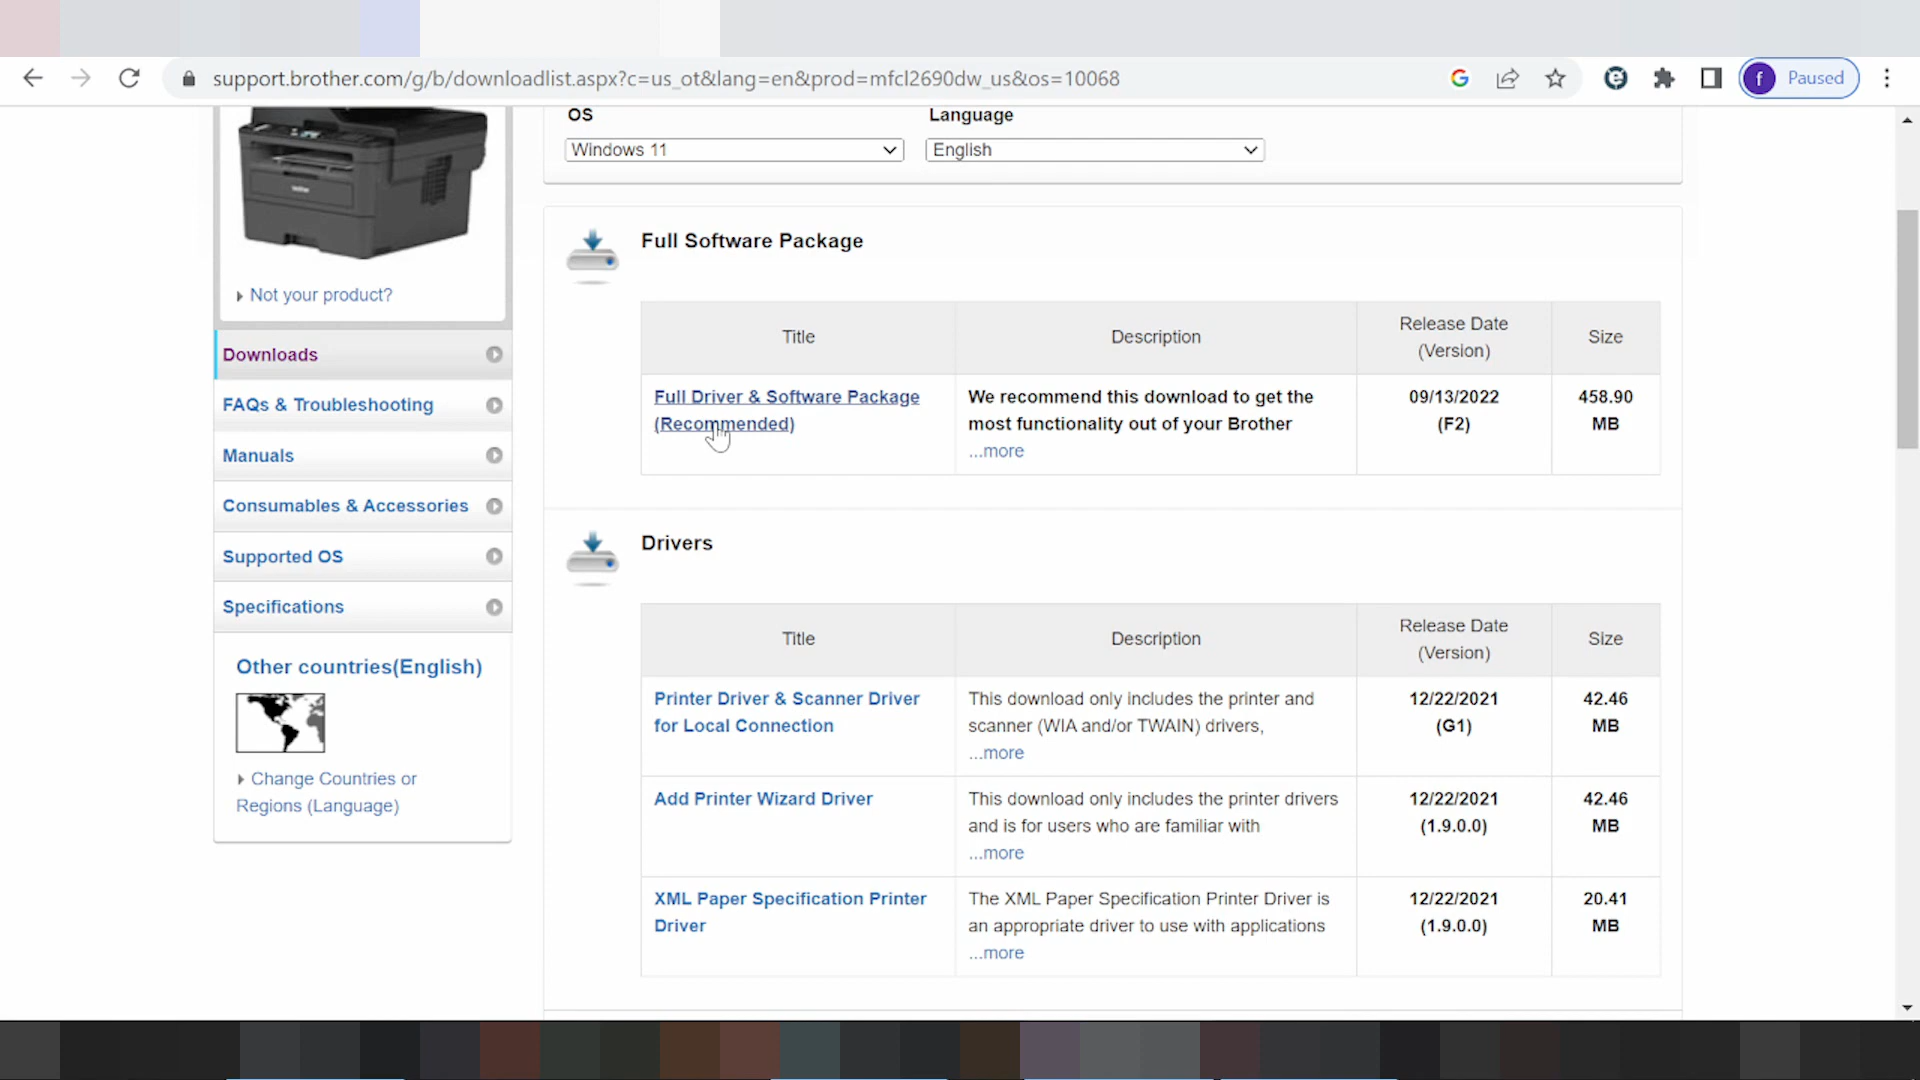 support.brother.com/g/b/downloadlist.aspx?c=us_ot&lang=en&prod=mfcl2690dw_us&os=10068
f Paused
OS
Language
Windows 11
English
brother
Not your product?
Downloads
FAQs & Troubleshooting
Manuals
Consumables & Accessories
Supported OS
Specifications
Other countries(English)
Change Countries or
Regions (Language)
Full Software Package
Title
Description
Release Date
(Version)
Size
Full Driver & Software Package
(Recommended)
We recommend this download to get the
most functionality out of your Brother
...more
09/13/2022
(F2)
458.90
MB
Drivers
Title
Description
Release Date
(Version)
Size
Printer Driver & Scanner Driver
for Local Connection
This download only includes the printer and
scanner (WIA and/or TWAIN) drivers,
...more
12/22/2021
(G1)
42.46
MB
Add Printer Wizard Driver
This download only includes the printer drivers
and is for users who are familiar with
...more
12/22/2021
(1.9.0.0)
42.46
MB
XML Paper Specification Printer
Driver
The XML Paper Specification Printer Driver is
an appropriate driver to use with applications
...more
12/22/2021
(1.9.0.0)
20.41
MB